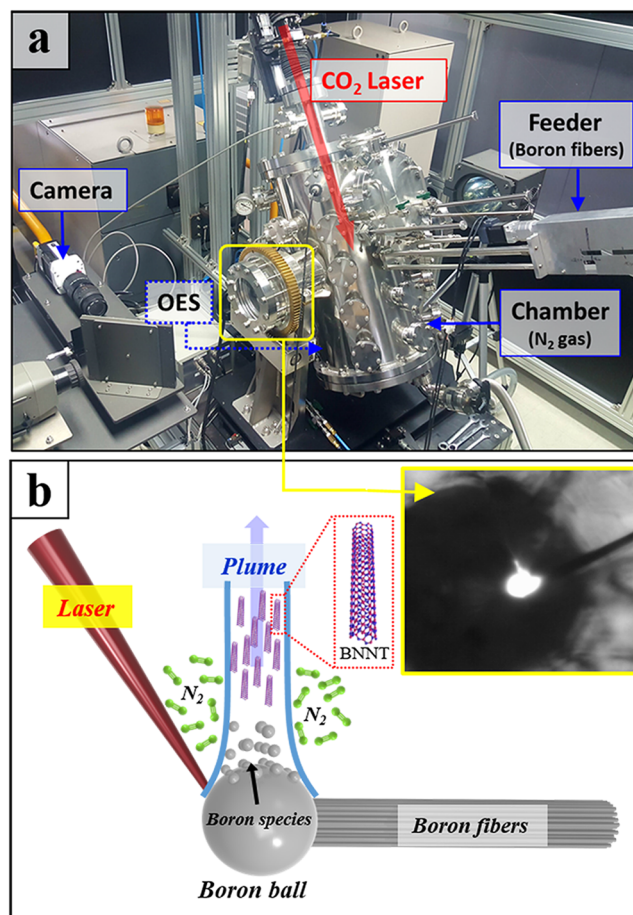 a
CO₂ Laser
Feeder
(Boron fibers)
Camera
OES
Chamber
(N₂ gas)
b
Plume
Laser
BNNT
N₂
N₂
Boron species
Boron fibers
Boron ball